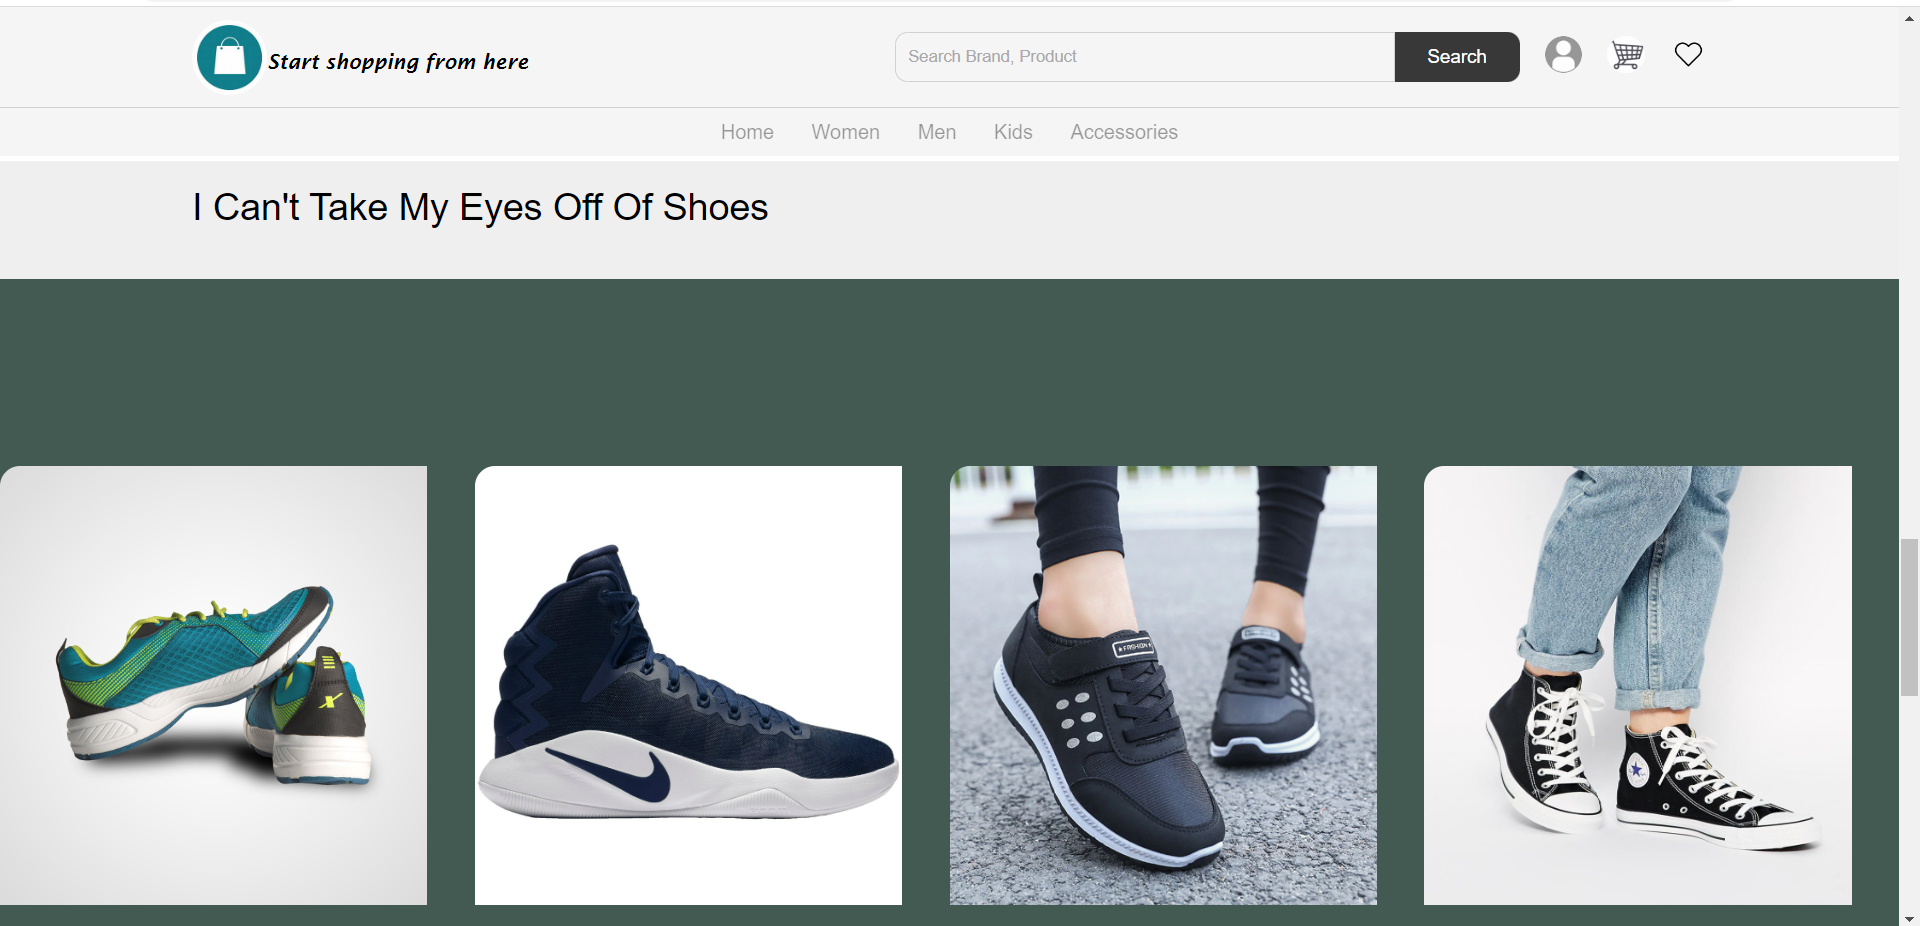 Start shopping from here
Search Brand, Product
Search
Home
Women
Men
Kids
Accessories
I Can't Take My Eyes Off Of Shoes
FASHION